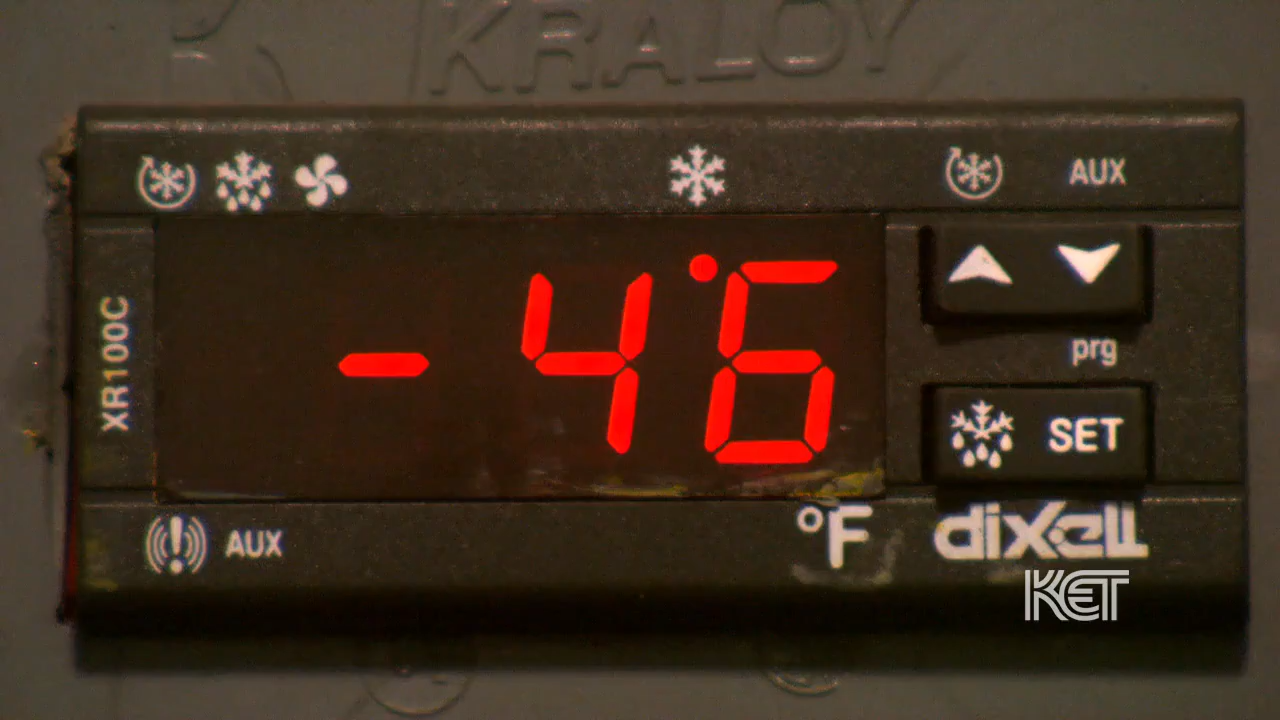 KRALOY
AUX
XR100C
-46
prg
SET
AUX
°F
dixell
KET